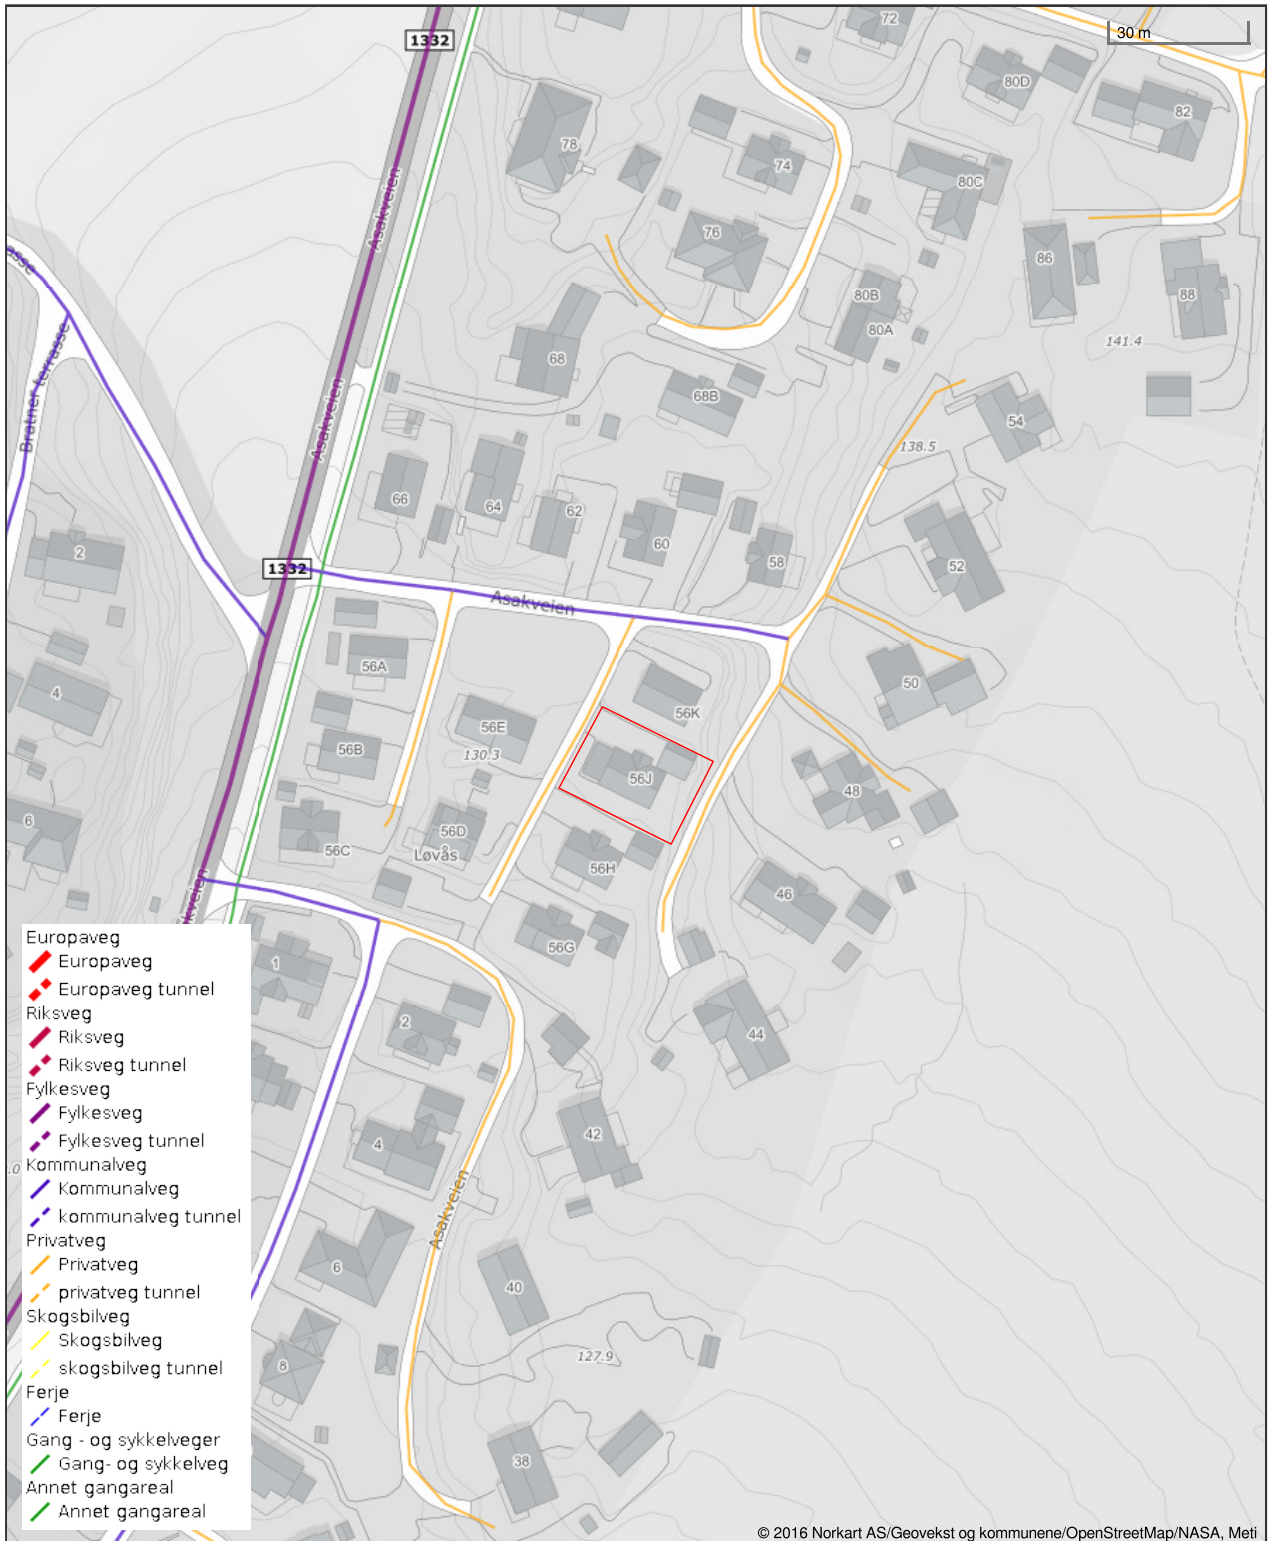 1332
72
30 m
80D
82
78
74
80C
Asakveien
76
86
88
80B
80A
141.4
Bratner terrasse
68
68B
Asakveien
54
138.5
66
64
62
60
58
52
2
1332
Asakveien
56A
50
4
56K
56E
56B
130.3
56J
48
6
56D
56C
Løvås
56H
46
56G
1
2
44
4
42
Asakveien
6
40
8
127.9
38
Europaveg
Europaveg
Europaveg tunnel
Riksveg
Riksveg
Riksveg tunnel
Fylkesveg
Fylkesveg
Fylkesveg tunnel
Kommunalveg
Kommunalveg
kommunalveg tunnel
Privatveg
Privatveg
privatveg tunnel
Skogsbilveg
Skogsbilveg
skogsbilveg tunnel
Ferje
Ferje
Gang - og sykkelveger
Gang- og sykkelveg
Annet gangareal
Annet gangareal
© 2016 Norkart AS/Geovekst og kommunene/OpenStreetMap/NASA, Meti